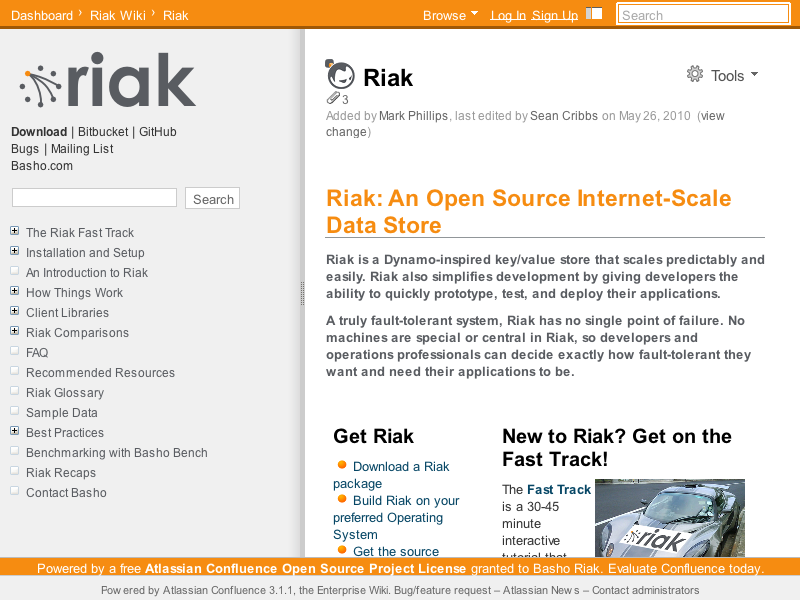 Dashboard › Riak Wiki › Riak
Browse Log In Sign Up Search
riak
Download | Bitbucket | GitHub
Bugs | Mailing List
Basho.com
Search
The Riak Fast Track
Installation and Setup
An Introduction to Riak
How Things Work
Client Libraries
Riak Comparisons
FAQ
Recommended Resources
Riak Glossary
Sample Data
Best Practices
Benchmarking with Basho Bench
Riak Recaps
Contact Basho
Riak
Tools
3
Added by Mark Phillips, last edited by Sean Cribbs on May 26, 2010 (view
change)
Riak: An Open Source Internet-Scale
Data Store
Riak is a Dynamo-inspired key/value store that scales predictably and
easily. Riak also simplifies development by giving developers the
ability to quickly prototype, test, and deploy their applications.
A truly fault-tolerant system, Riak has no single point of failure. No
machines are special or central in Riak, so developers and
operations professionals can decide exactly how fault-tolerant they
want and need their applications to be.
Get Riak
Download a Riak
package
Build Riak on your
preferred Operating
System
Get the source
New to Riak? Get on the
Fast Track!
The Fast Track
is a 30-45
minute
interactive
tutorial that
riak
Powered by a free Atlassian Confluence Open Source Project License granted to Basho Riak. Evaluate Confluence today.
Powered by Atlassian Confluence 3.1.1, the Enterprise Wiki. Bug/feature request – Atlassian News – Contact administrators